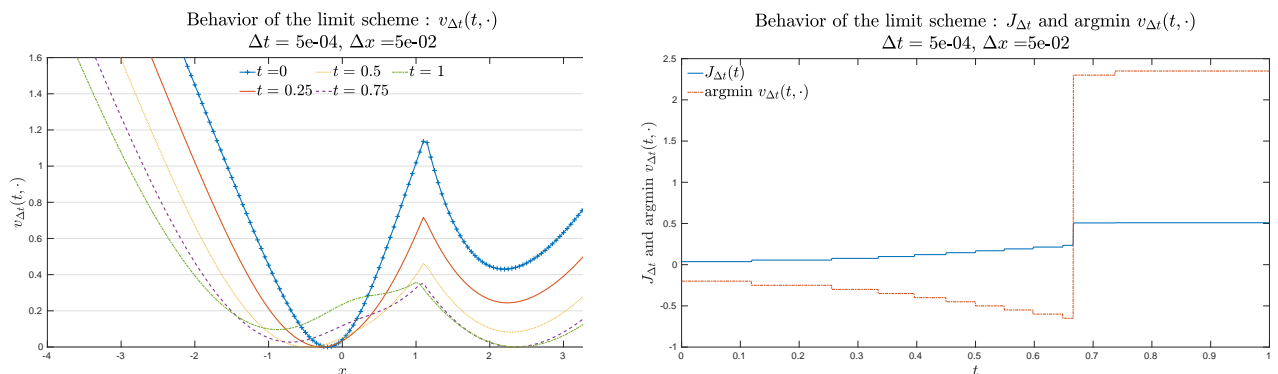 Behavior of the limit scheme : v_{Δt}(t, ·)
Δt = 5e-04, Δx =5e-02
1.6
1.4
1.2
1
0.8
0.6
0.4
0.2
0
-4 -3 -2 -1 0 1 2 3
t =0 t = 0.5 t = 1
t = 0.25 t = 0.75
v_{Δt}(t, ·)
x
Behavior of the limit scheme : J_{Δt} and argmin v_{Δt}(t, ·)
Δt = 5e-04, Δx =5e-02
2.5
2
1.5
1
0.5
0
-0.5
-1
0 0.1 0.2 0.3 0.4 0.5 0.6 0.7 0.8 0.9 1
J_{Δt}(t)
argmin v_{Δt}(t, ·)
J_{Δt} and argmin v_{Δt}(t, ·)
t